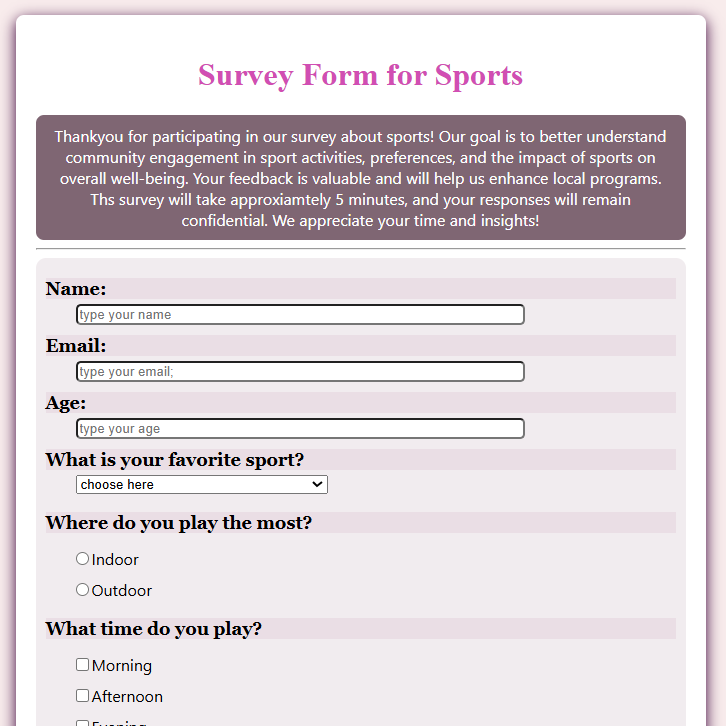 Survey Form for Sports
Thankyou for participating in our survey about sports! Our goal is to better understand
community engagement in sport activities, preferences, and the impact of sports on
overall well-being. Your feedback is valuable and will help us enhance local programs.
Ths survey will take approxiamtely 5 minutes, and your responses will remain
confidential. We appreciate your time and insights!
Name:
type your name
Email:
type your email;
Age:
type your age
What is your favorite sport?
choose here
Where do you play the most?
Indoor
Outdoor
What time do you play?
Morning
Afternoon
Evening